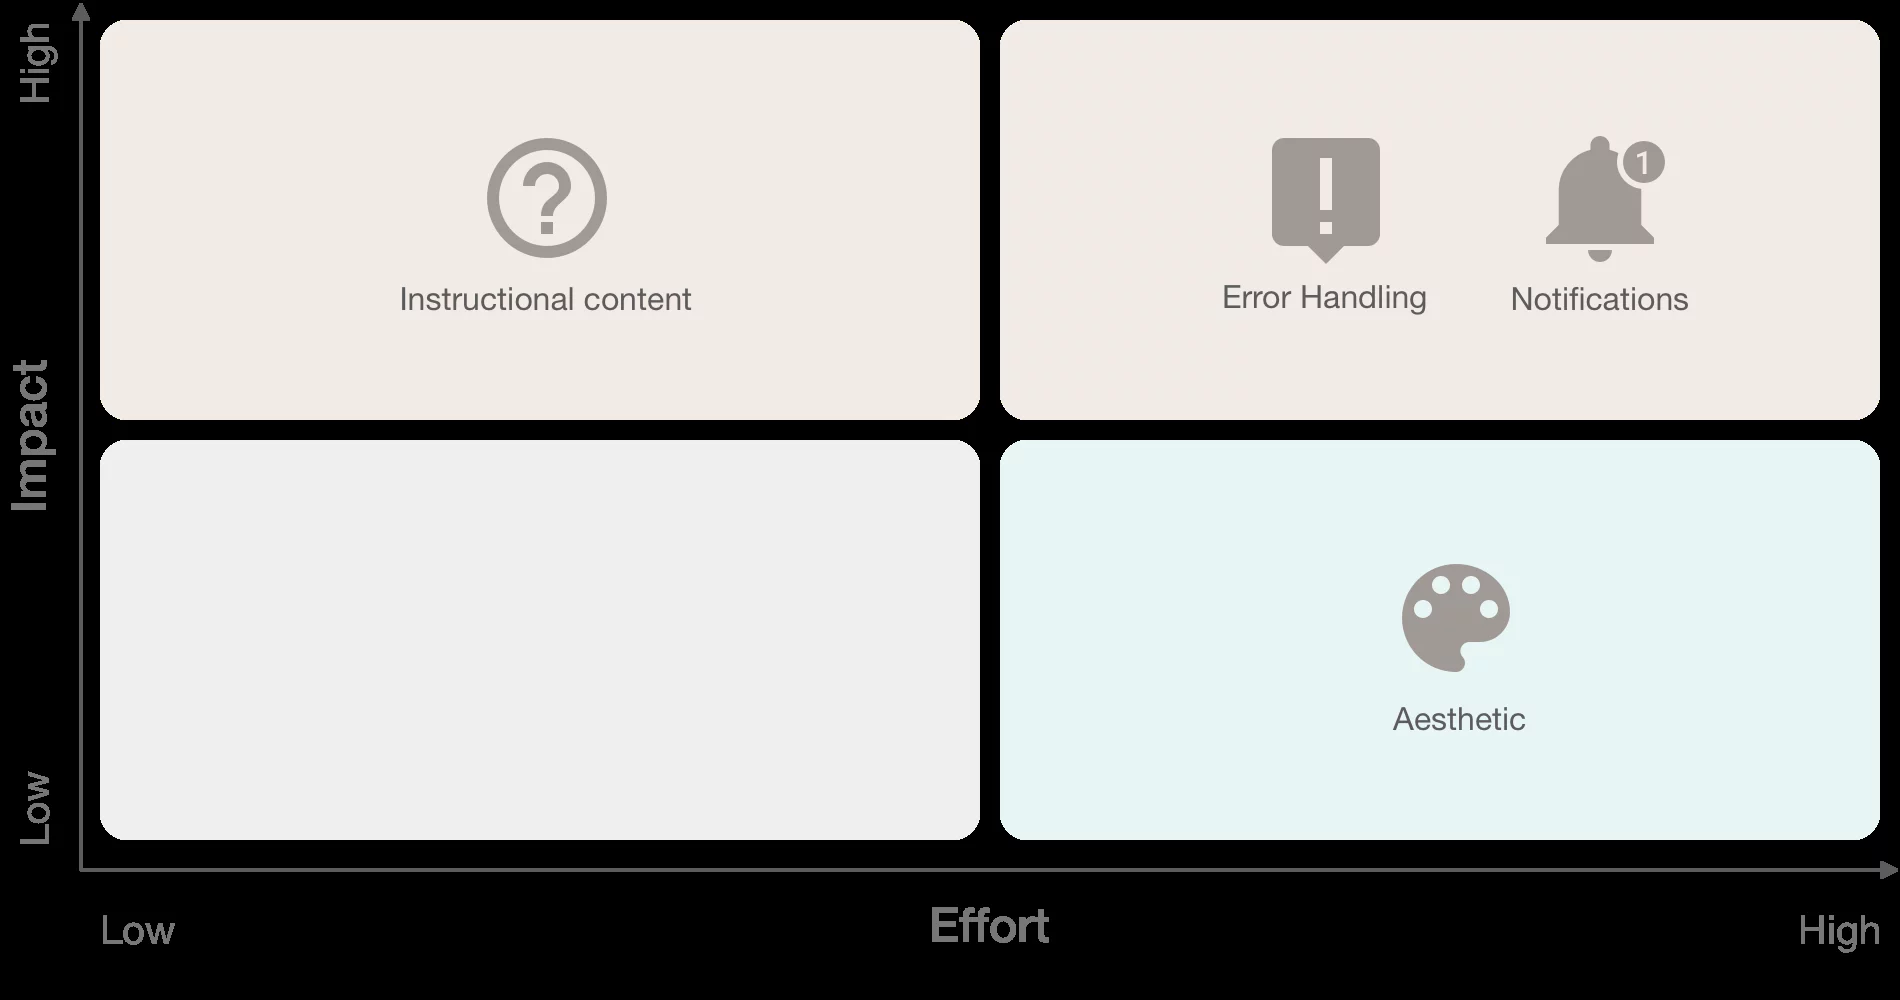 High
1
Instructional content
Error Handling
Notifications
Impact
Aesthetic
Low
Low
Effort
High